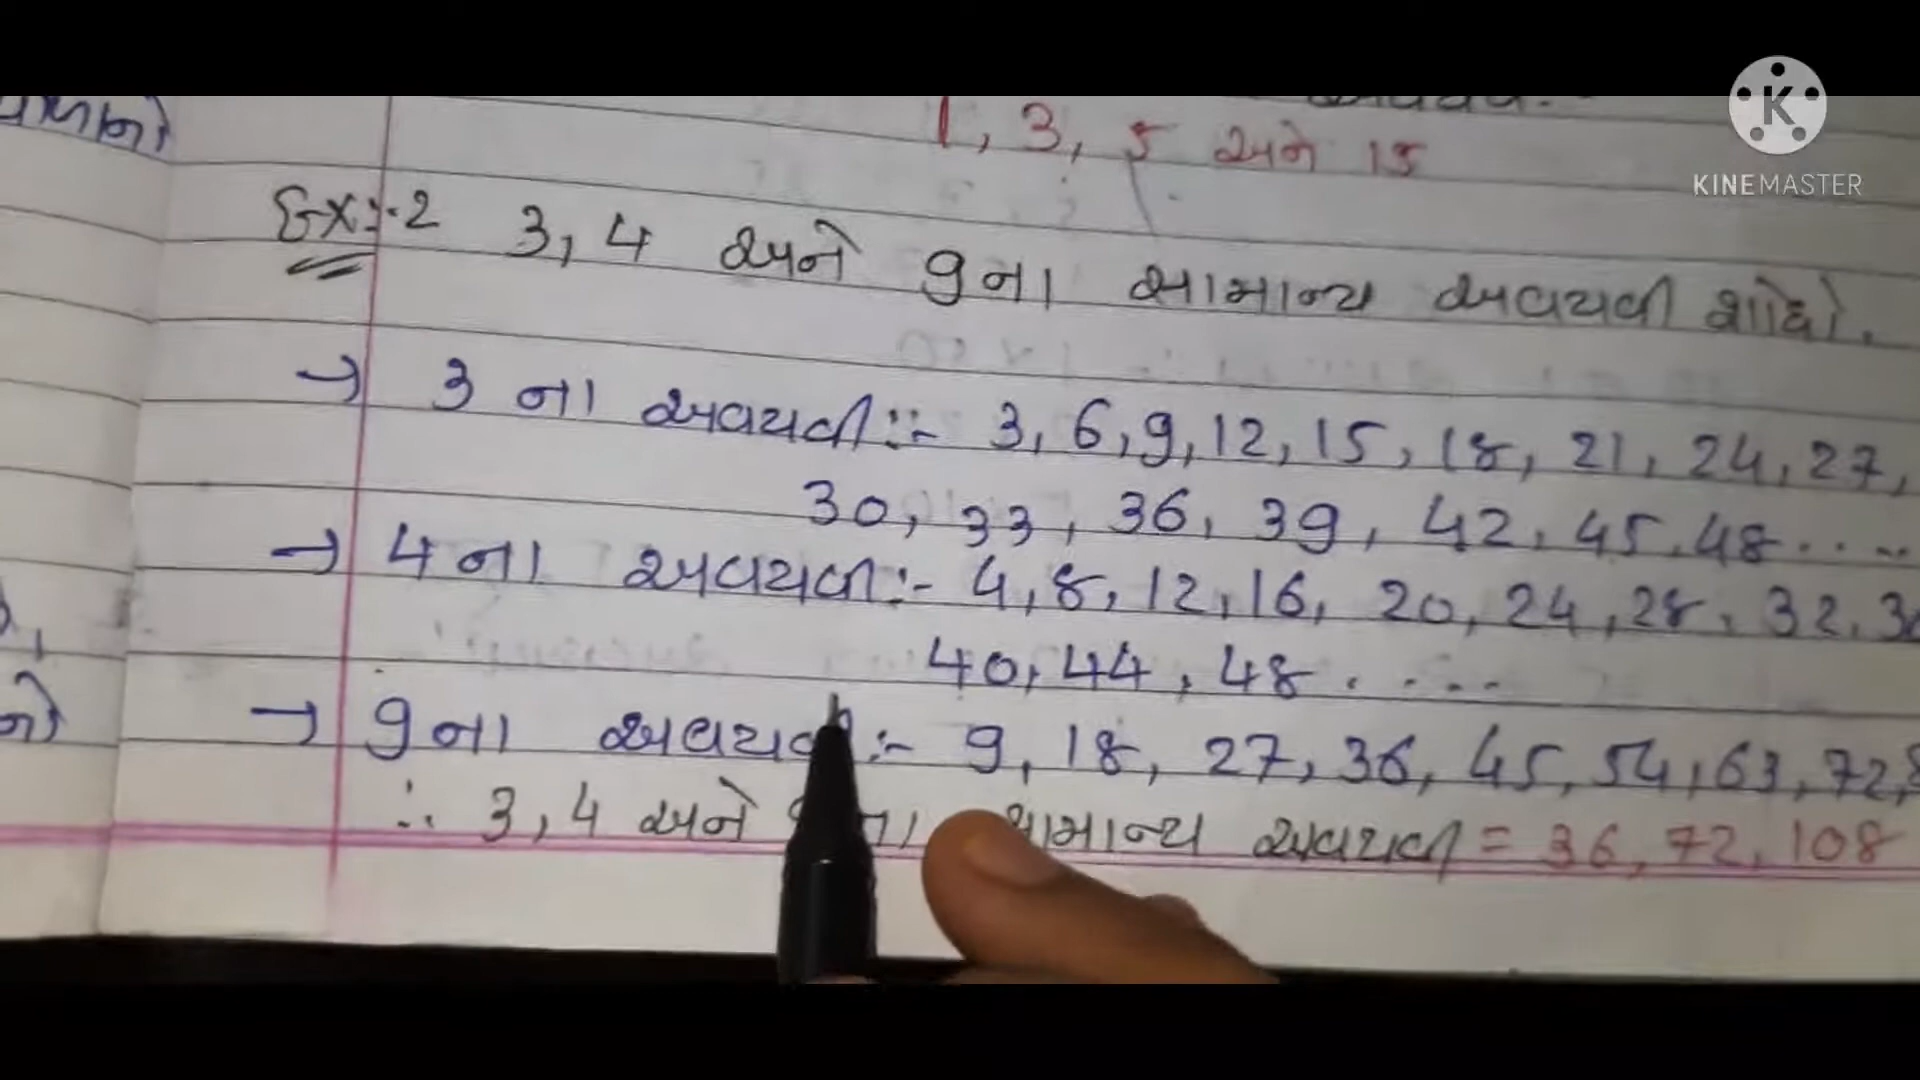 1, 3, 5 અને 15
Ex:-2 3, 4 અને 9ના સામાન્ય અવયવી શોધો.
→ 3 ના અવયવી:- 3, 6, 9, 12, 15, 18, 21, 24, 27,
30, 33, 36, 39, 42, 45, 48.....
→ 4ના અવયવી:- 4, 8, 12, 16, 20, 24, 28, 32,
40, 44, 48.....
→ 9ના અવયવી:- 9, 18, 27, 36, 45, 54, 63, 72,
∴ 3, 4 અને સામાન્ય અવયવી = 36, 72, 108
KINEMASTER